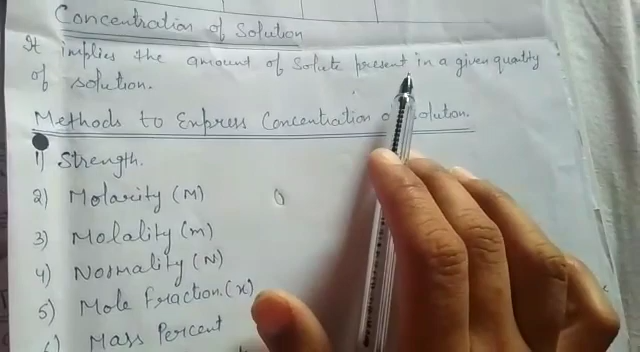 Concentration of Solution
It implies the amount of Solute present in a given quantity
of solution.
Methods to Express Concentration of Solution.
1) Strength.
2) Molarity (M)
3) Molality (m)
4) Normality (N)
5) Mole Fraction. (x)
Mass Percent